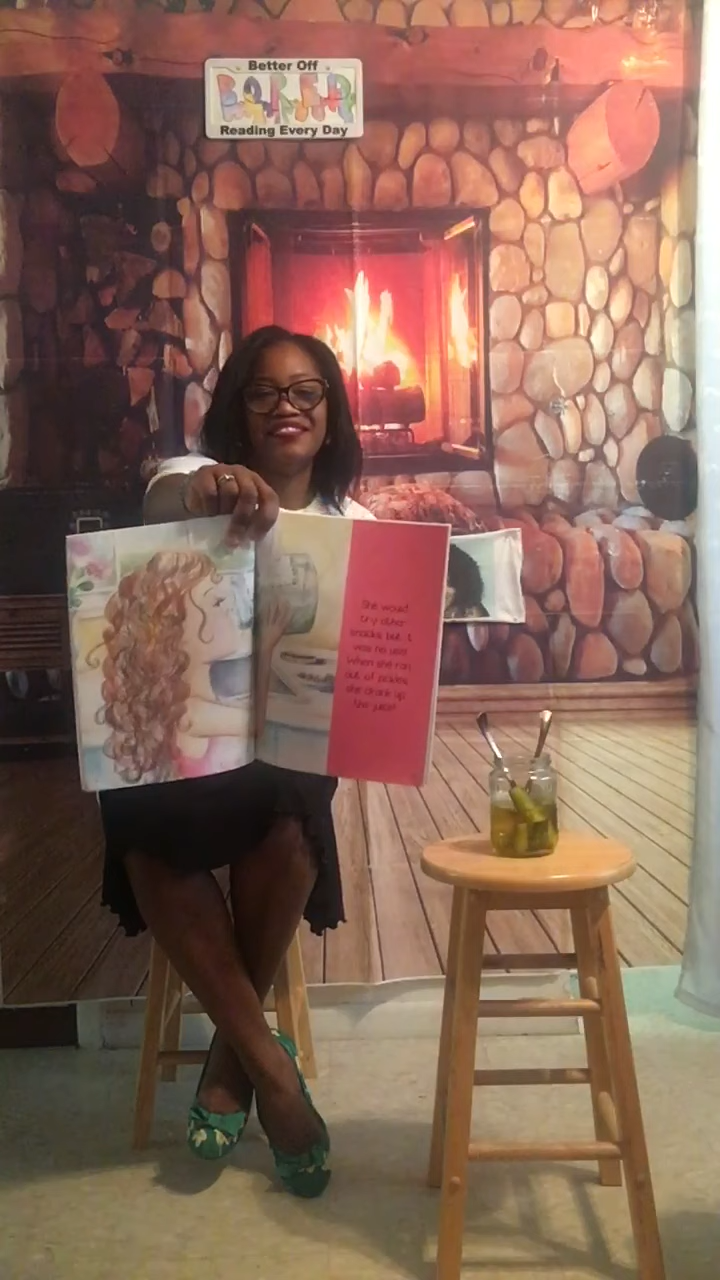 Better Off
BORED
Reading Every Day
She would
try other
snacks but it
was no use.
When she ran
out of pickles,
she drank up
the juice!